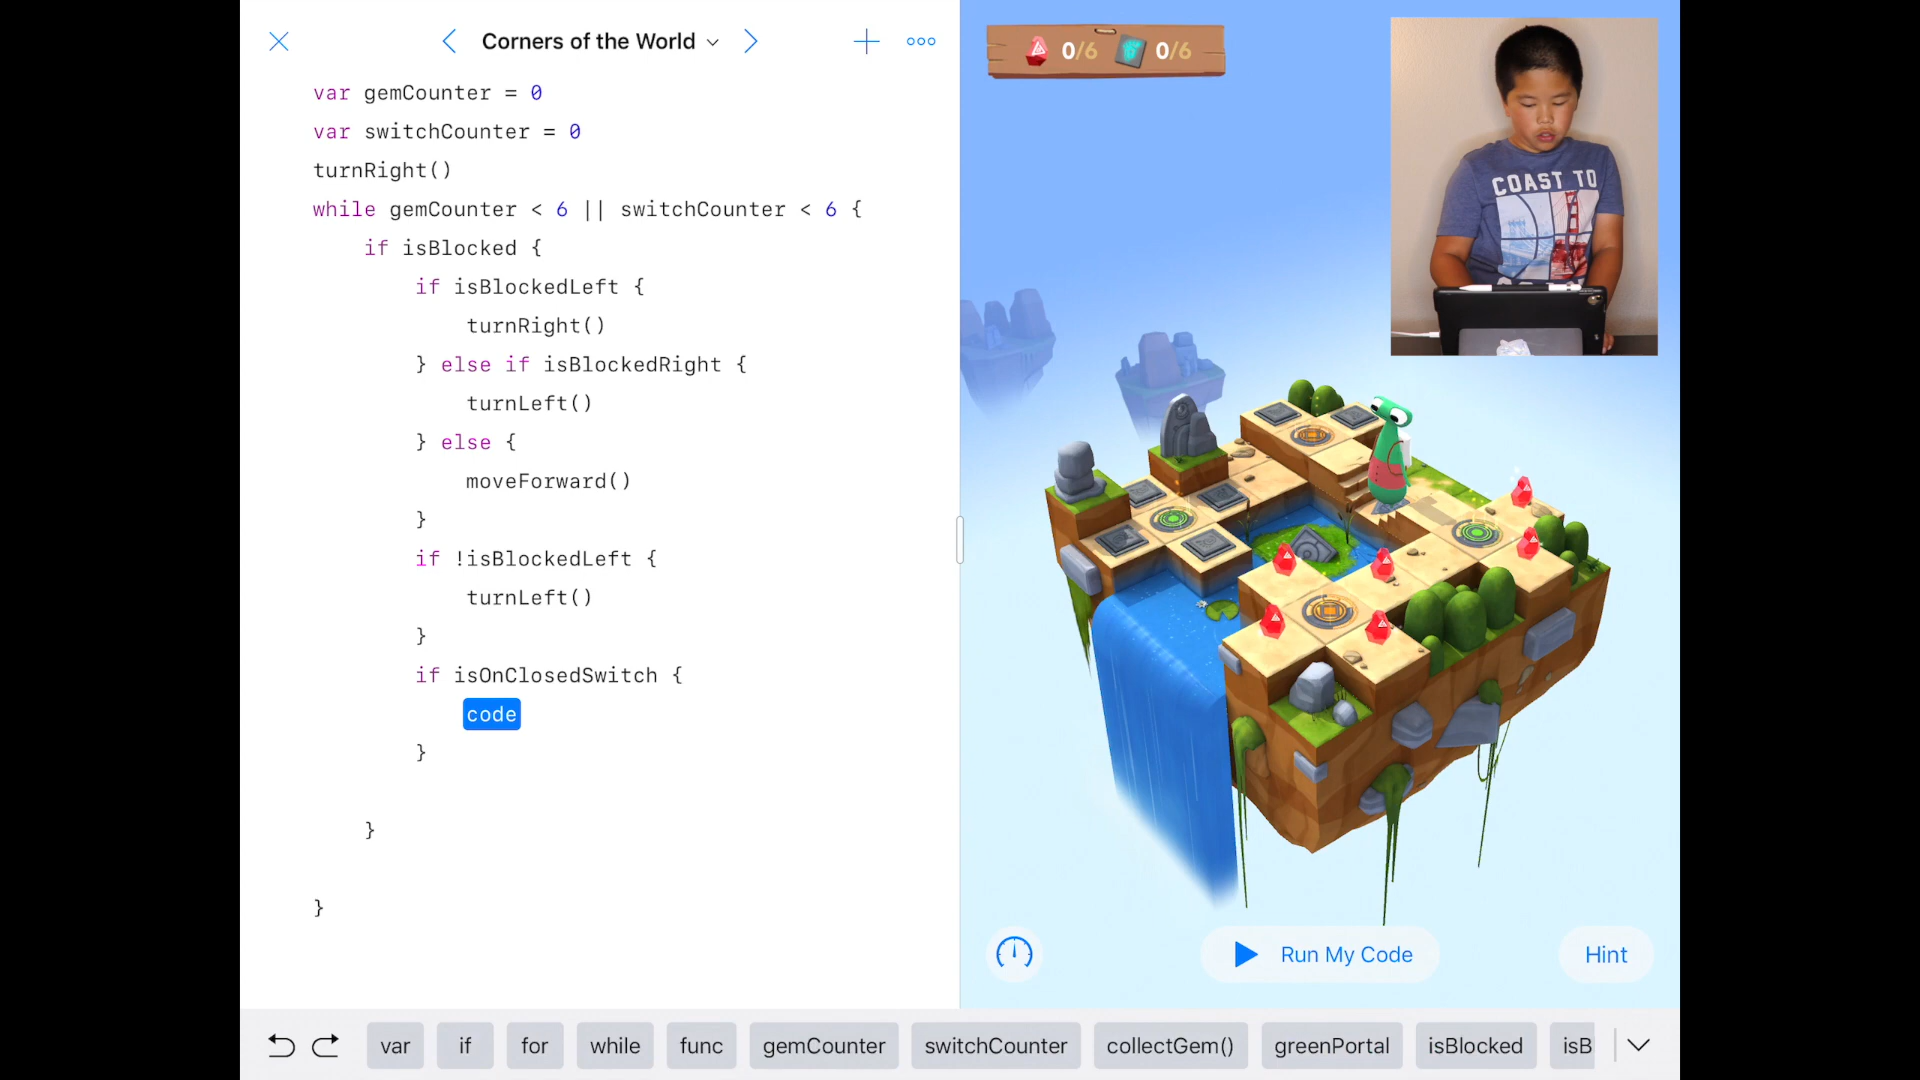 Corners of the World
var gemCounter = 0
var switchCounter = 0
turnRight()
while gemCounter < 6 || switchCounter < 6 {
if isBlocked {
if isBlockedLeft {
turnRight()
} else if isBlockedRight {
turnLeft()
} else {
moveForward()
}
if !isBlockedLeft {
turnLeft()
}
if isOnClosedSwitch {
code
}
}
}
0/6 0/6
COAST TO
Run My Code
Hint
var if for while func gemCounter switchCounter collectGem() greenPortal isBlocked isB